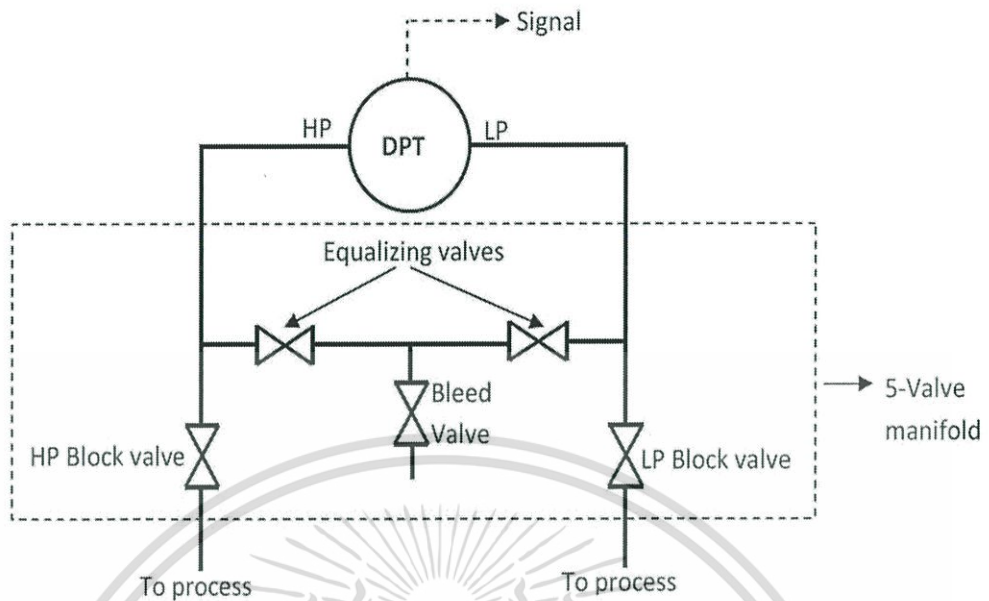 Signal
HP
DPT
LP
Equalizing valves
Bleed
Valve
5-Valve
manifold
HP Block valve
LP Block valve
To process
To process